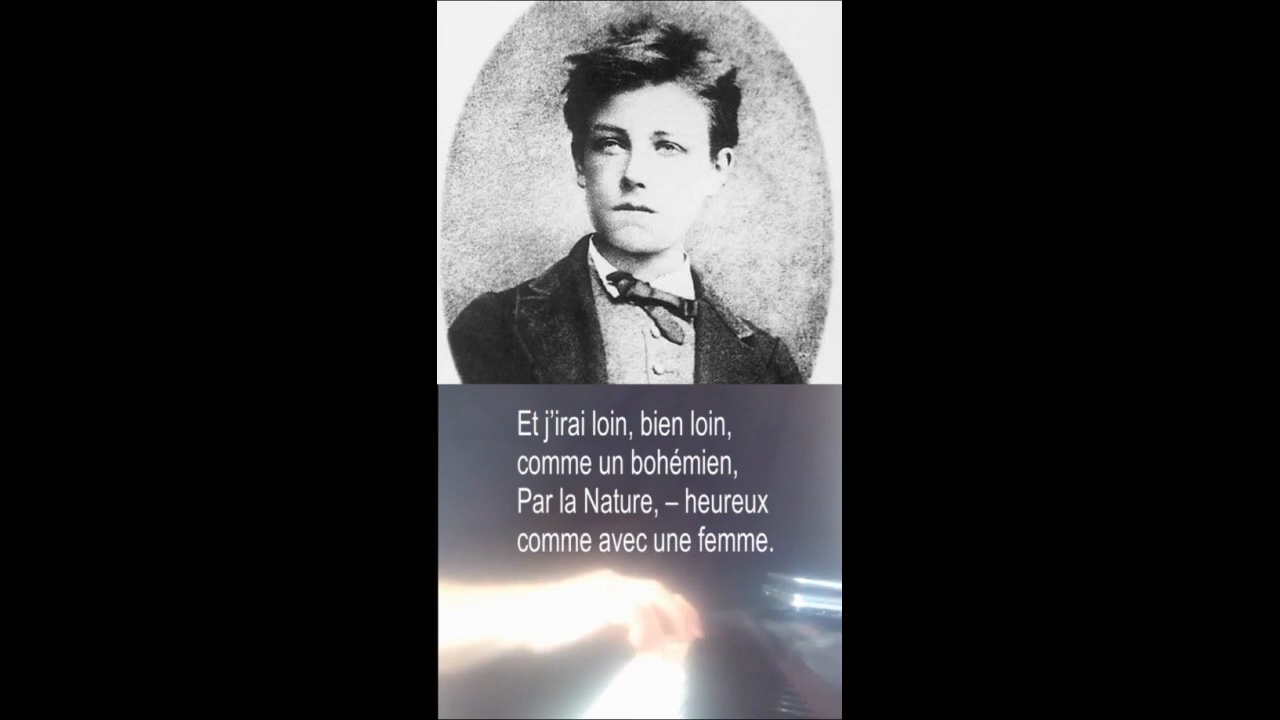 Et j’irai loin, bien loin,
comme un bohémien,
Par la Nature, – heureux
comme avec une femme.